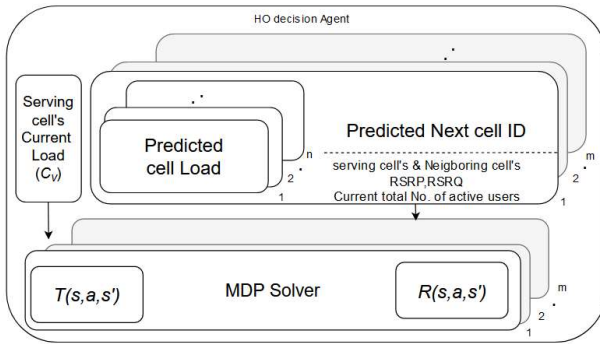 HO decision Agent
Serving
cell's
Current
Load
(Cv)
Predicted
cell Load
n
2
1
Predicted Next cell ID
serving cell's & Neigboring cell's
RSRP,RSRQ
Current total No. of active users
m
2
1
T(s,a,s')
MDP Solver
R(s,a,s')
m
2
1